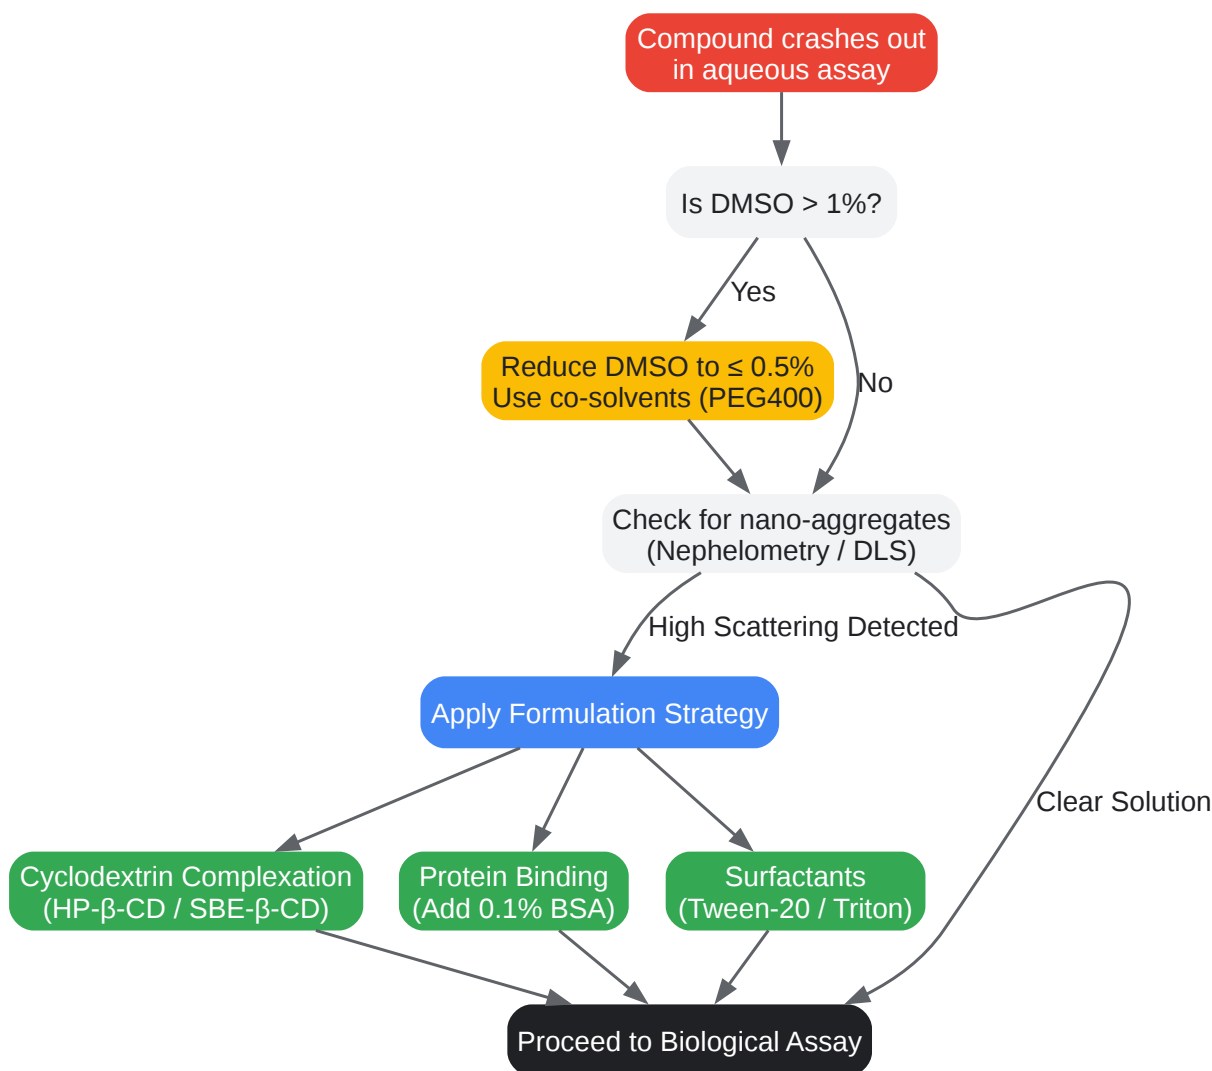 Compound crashes out
in aqueous assay
Is DMSO > 1%?
Yes
Reduce DMSO to ≤ 0.5%
Use co-solvents (PEG400)
No
Check for nano-aggregates
(Nephelometry / DLS)
High Scattering Detected
Apply Formulation Strategy
Clear Solution
Cyclodextrin Complexation
(HP-β-CD / SBE-β-CD)
Protein Binding
(Add 0.1% BSA)
Surfactants
(Tween-20 / Triton)
Proceed to Biological Assay